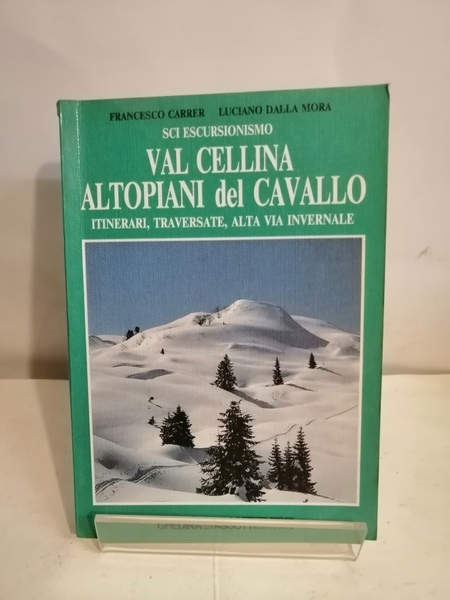 FRANCESCO CARRER LUCIANO DALLA MORA
SCI ESCURSIONISMO
VAL CELLINA
ALTOPIANI del CAVALLO
ITINERARI, TRAVERSATE, ALTA VIA INVERNALE